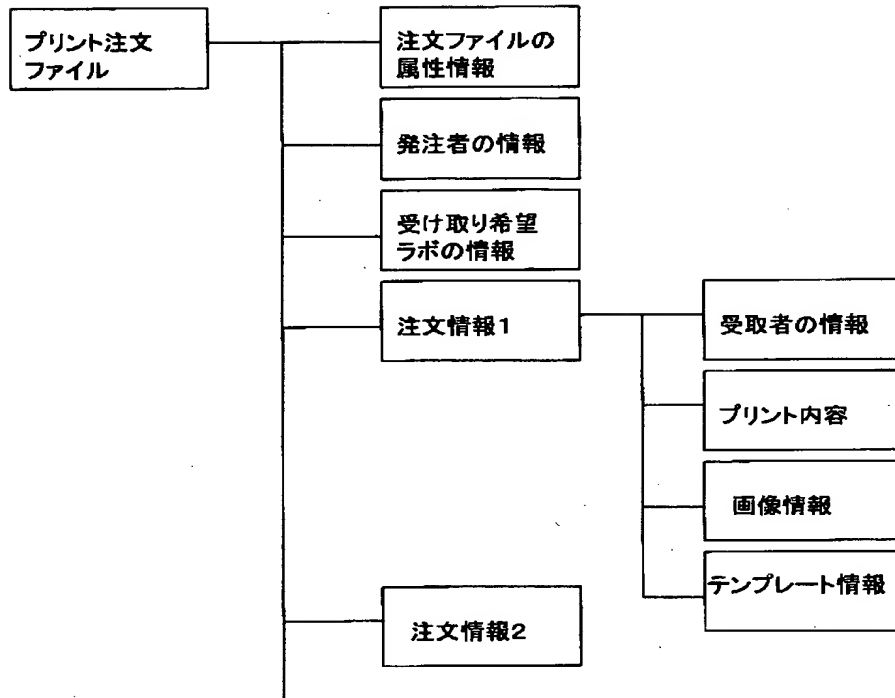 プリント注文
ファイル
注文ファイルの
属性情報
発注者の情報
受け取り希望
ラボの情報
注文情報1
受取者の情報
プリント内容
画像情報
テンプレート情報
注文情報2